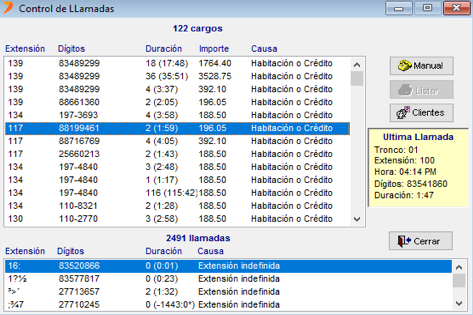 Control de LLamadas
122 cargos
Extensión Dígitos Duración Importe Causa
139 83489299 18 (17:48) 1764.40 Habitación o Crédito
139 83489299 36 (35:51) 3528.75 Habitación o Crédito
139 83489299 4 (3:37) 392.10 Habitación o Crédito
139 88661360 2 (2:05) 196.05 Habitación o Crédito
134 197-3693 4 (3:58) 188.50 Habitación o Crédito
117 88199461 2 (1:59) 196.05 Habitación o Crédito
117 88716769 4 (4:05) 392.10 Habitación o Crédito
117 25660213 2 (1:43) 188.50 Habitación o Crédito
134 197-4840 3 (2:48) 188.50 Habitación o Crédito
134 197-4840 1 (1:17) 188.50 Habitación o Crédito
134 197-4840 116 (115:42) 188.50 Habitación o Crédito
134 110-8321 2 (1:28) 188.50 Habitación o Crédito
130 110-2770 3 (2:58) 188.50 Habitación o Crédito
Manual
Listar
Clientes
Ultima Llamada
Tronco: 01
Extensión: 100
Hora: 04:14 PM
Dígitos: 83541860
Duración: 1:47
2491 llamadas
Cerrar
Extensión Dígitos Duración Causa
16: 83520866 0 (0:01) Extensión indefinida
1?½ 83577817 0 (0:23) Extensión indefinida
27713657 2 (1:32) Extensión indefinida
;¾7 27710245 0 (-1443:0*) Extensión indefinida